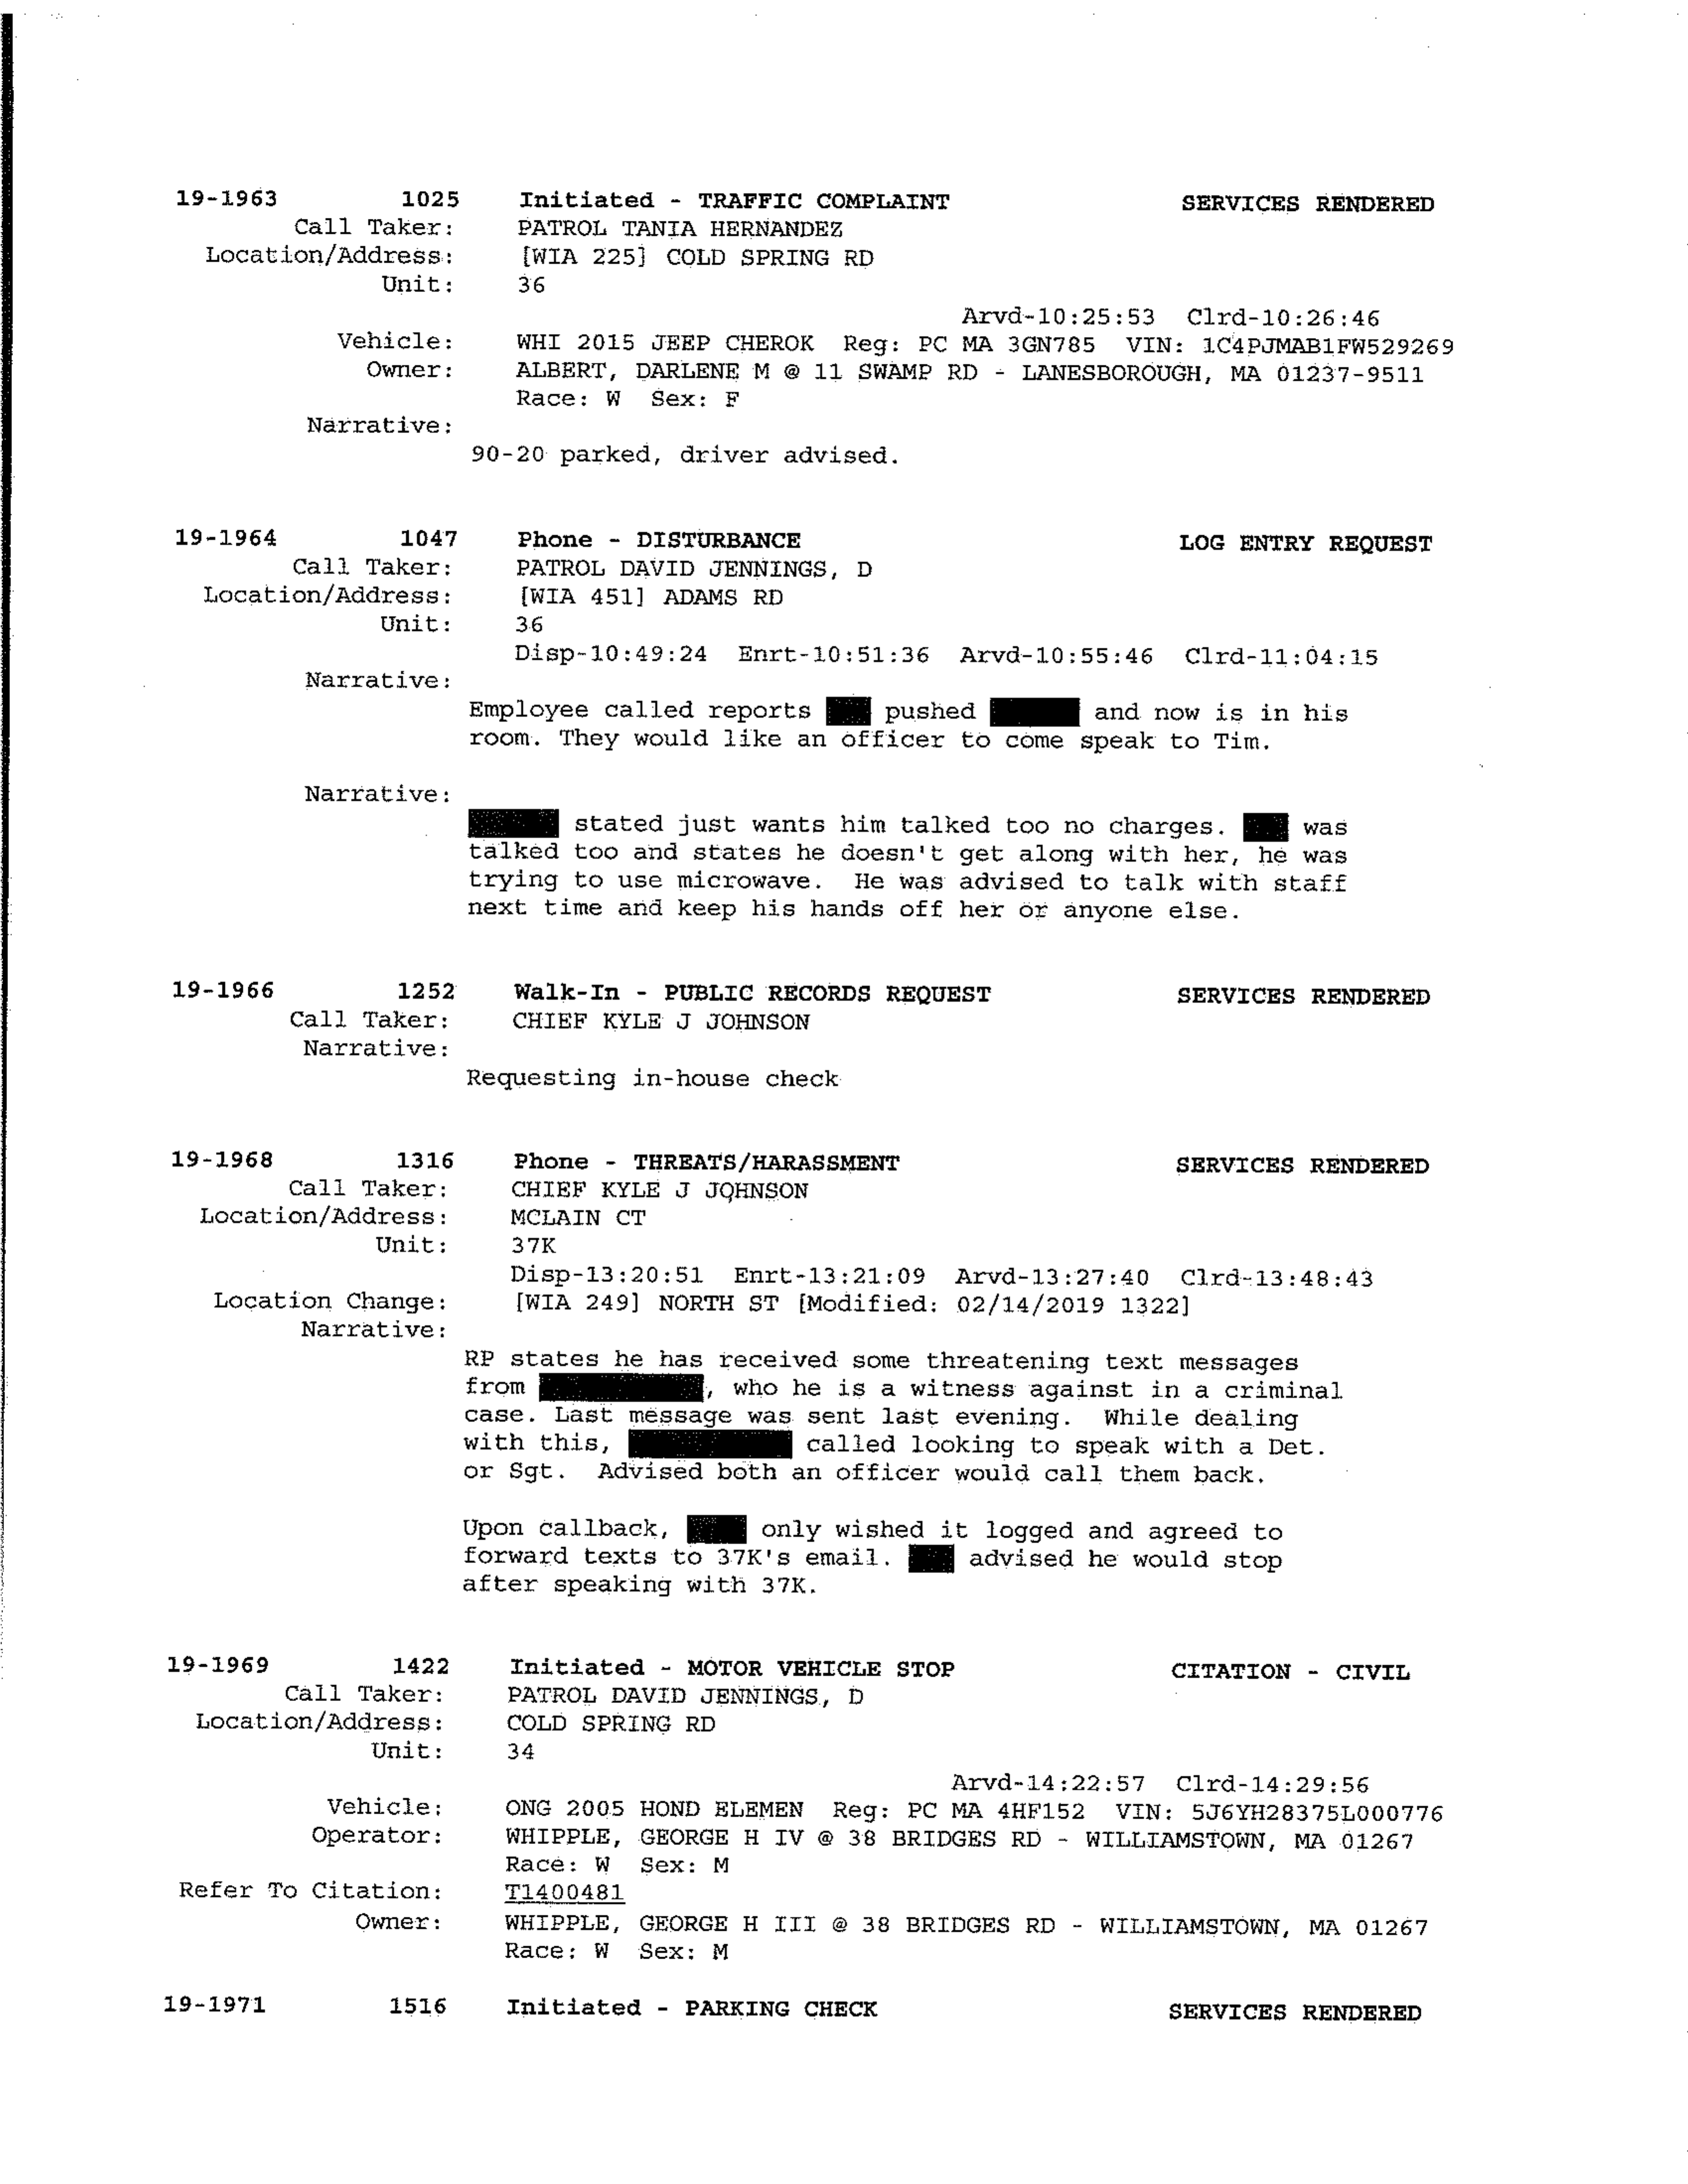 19-1963 1025 Initiated - TRAFFIC COMPLAINT SERVICES RENDERED
Call Taker: PATROL TANIA HERNANDEZ
Location/Address: [WIA 225] COLD SPRING RD
Unit: 36
Arvd-10:25:53 Clrd-10:26:46
Vehicle: WHI 2015 JEEP CHEROK Reg: PC MA 3GN785 VIN: 1C4PJMAB1FW529269
Owner: ALBERT, DARLENE M @ 11 SWAMP RD - LANESBOROUGH, MA 01237-9511
Race: W Sex: F
Narrative:
90-20 parked, driver advised.
19-1964 1047 Phone - DISTURBANCE LOG ENTRY REQUEST
Call Taker: PATROL DAVID JENNINGS, D
Location/Address: [WIA 451] ADAMS RD
Unit: 36
Disp-10:49:24 Enrt-10:51:36 Arvd-10:55:46 Clrd-11:04:15
Narrative:
Employee called reports pushed and now is in his
room. They would like an officer to come speak to Tim.
Narrative:
stated just wants him talked too no charges. was
talked too and states he doesn't get along with her, he was
trying to use microwave. He was advised to talk with staff
next time and keep his hands off her or anyone else.
19-1966 1252 Walk-In - PUBLIC RECORDS REQUEST SERVICES RENDERED
Call Taker: CHIEF KYLE J JOHNSON
Narrative:
Requesting in-house check
19-1968 1316 Phone - THREATS/HARASSMENT SERVICES RENDERED
Call Taker: CHIEF KYLE J JOHNSON
Location/Address: MCLAIN CT
Unit: 37K
Disp-13:20:51 Enrt-13:21:09 Arvd-13:27:40 Clrd-13:48:43
Location Change: [WIA 249] NORTH ST [Modified: 02/14/2019 1322]
Narrative:
RP states he has received some threatening text messages
from , who he is a witness against in a criminal
case. Last message was sent last evening. While dealing
with this, called looking to speak with a Det.
or Sgt. Advised both an officer would call them back.
Upon callback, only wished it logged and agreed to
forward texts to 37K's email. advised he would stop
after speaking with 37K.
19-1969 1422 Initiated - MOTOR VEHICLE STOP CITATION - CIVIL
Call Taker: PATROL DAVID JENNINGS, D
Location/Address: COLD SPRING RD
Unit: 34
Arvd-14:22:57 Clrd-14:29:56
Vehicle: ONG 2005 HOND ELEMEN Reg: PC MA 4HF152 VIN: 5J6YH28375L000776
Operator: WHIPPLE, GEORGE H IV @ 38 BRIDGES RD - WILLIAMSTOWN, MA 01267
Race: W Sex: M
Refer To Citation: T1400481
Owner: WHIPPLE, GEORGE H III @ 38 BRIDGES RD - WILLIAMSTOWN, MA 01267
Race: W Sex: M
19-1971 1516 Initiated - PARKING CHECK SERVICES RENDERED